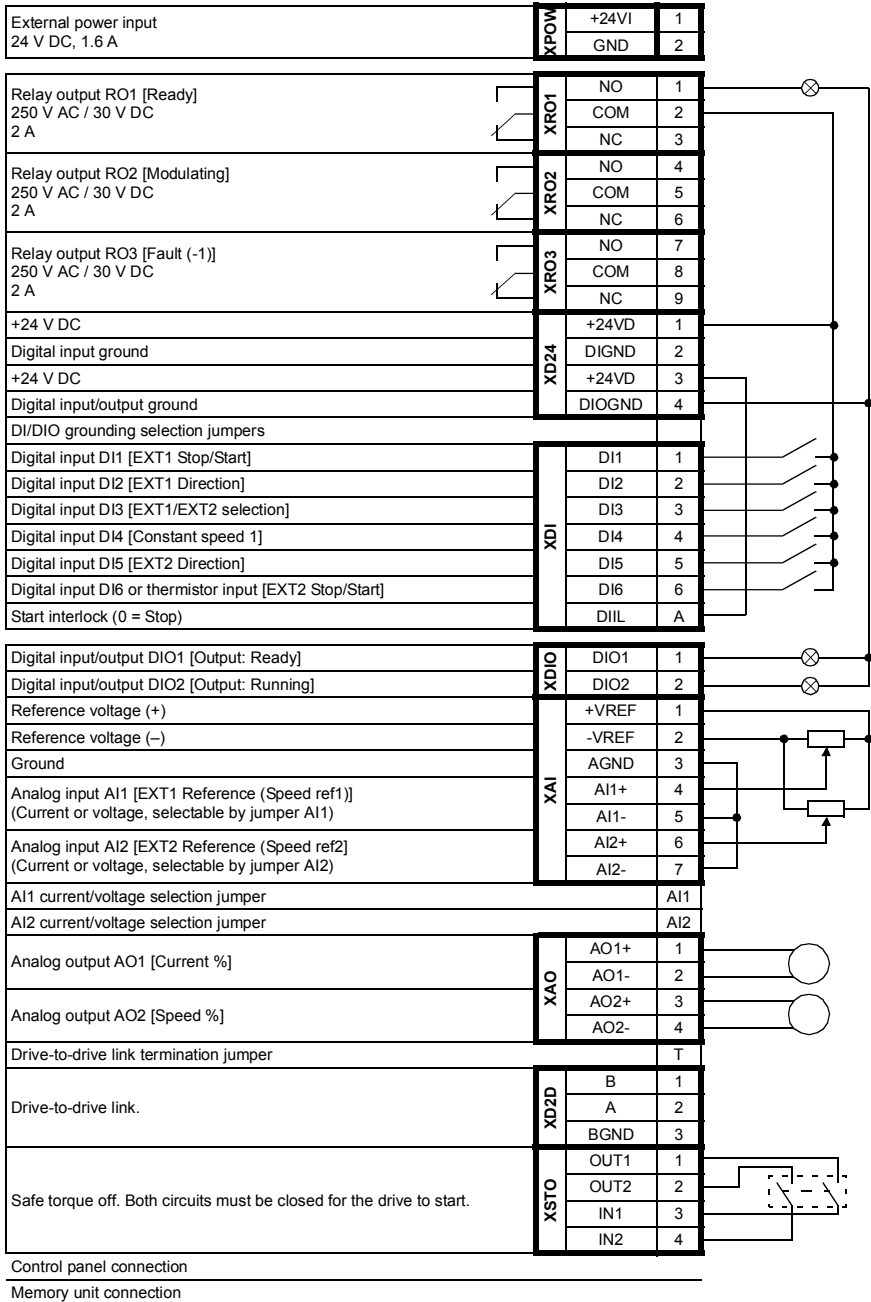 External power input
24 V DC, 1.6 A
XPOW
+24VI 1
GND 2
Relay output RO1 [Ready]
250 V AC / 30 V DC
2 A
XRO1
NO 1
COM 2
NC 3
Relay output RO2 [Modulating]
250 V AC / 30 V DC
2 A
XRO2
NO 4
COM 5
NC 6
Relay output RO3 [Fault (-1)]
250 V AC / 30 V DC
2 A
XRO3
NO 7
COM 8
NC 9
XD24
+24 V DC +24VD 1
Digital input ground DIGND 2
+24 V DC +24VD 3
Digital input/output ground DIOGND 4
DI/DIO grounding selection jumpers
XDI
Digital input DI1 [EXT1 Stop/Start] DI1 1
Digital input DI2 [EXT1 Direction] DI2 2
Digital input DI3 [EXT1/EXT2 selection] DI3 3
Digital input DI4 [Constant speed 1] DI4 4
Digital input DI5 [EXT2 Direction] DI5 5
Digital input DI6 or thermistor input [EXT2 Stop/Start] DI6 6
Start interlock (0 = Stop) DIIL A
XDIO
Digital input/output DIO1 [Output: Ready] DIO1 1
Digital input/output DIO2 [Output: Running] DIO2 2
XAI
Reference voltage (+) +VREF 1
Reference voltage (–) -VREF 2
Ground AGND 3
Analog input AI1 [EXT1 Reference (Speed ref1)]
(Current or voltage, selectable by jumper AI1)
AI1+ 4
AI1- 5
Analog input AI2 [EXT2 Reference (Speed ref2]
(Current or voltage, selectable by jumper AI2)
AI2+ 6
AI2- 7
AI1 current/voltage selection jumper AI1
AI2 current/voltage selection jumper AI2
Analog output AO1 [Current %]
XAO
AO1+ 1
AO1- 2
Analog output AO2 [Speed %]
AO2+ 3
AO2- 4
Drive-to-drive link termination jumper T
Drive-to-drive link.
XD2D
B 1
A 2
BGND 3
Safe torque off. Both circuits must be closed for the drive to start.
XSTO
OUT1 1
OUT2 2
IN1 3
IN2 4
Control panel connection
Memory unit connection